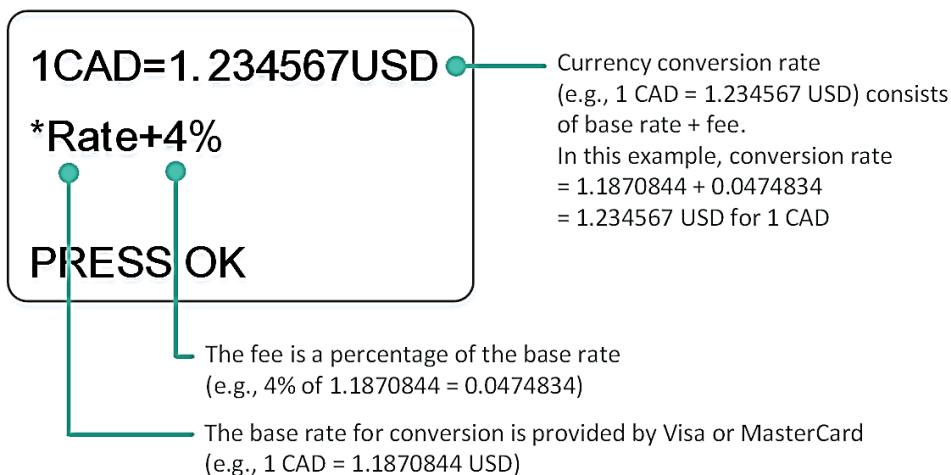 1CAD=1.234567USD
*Rate+4%
PRESS OK
Currency conversion rate
(e.g., 1 CAD = 1.234567 USD) consists
of base rate + fee.
In this example, conversion rate
= 1.1870844 + 0.0474834
= 1.234567 USD for 1 CAD
The fee is a percentage of the base rate
(e.g., 4% of 1.1870844 = 0.0474834)
The base rate for conversion is provided by Visa or MasterCard
(e.g., 1 CAD = 1.1870844 USD)